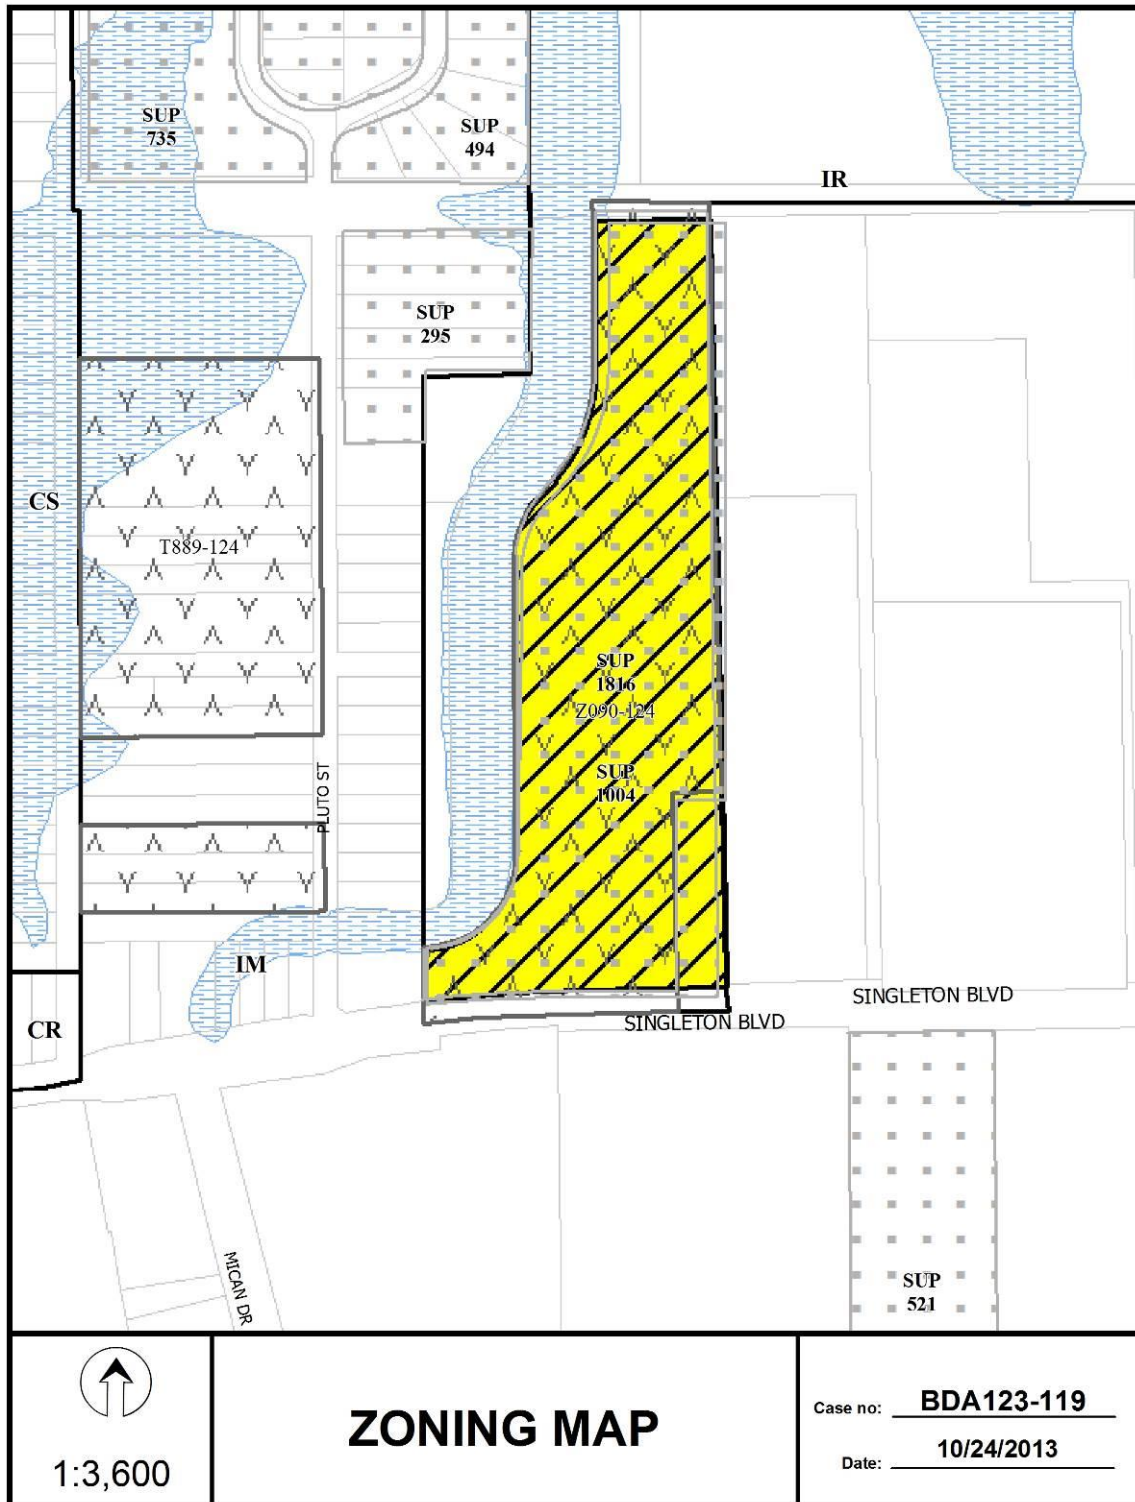 SUP
735
SUP
494
IR
SUP
295
CS
T889-124
SUP
1816
Z090-124
SUP
1004
PLUTO ST
IM
SINGLETON BLVD
SINGLETON BLVD
CR
MICAN DR
SUP
521
1:3,600
ZONING MAP
Case no: BDA123-119
Date: 10/24/2013